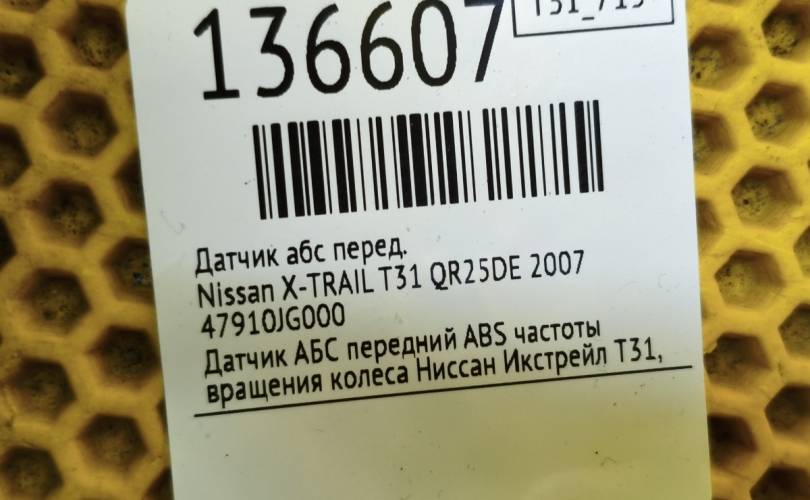 136607
Датчик абс перед.
Nissan X-TRAIL T31 QR25DE 2007
47910JG000
Датчик АБС передний ABS частоты
вращения колеса Ниссан Икстрейл Т31,